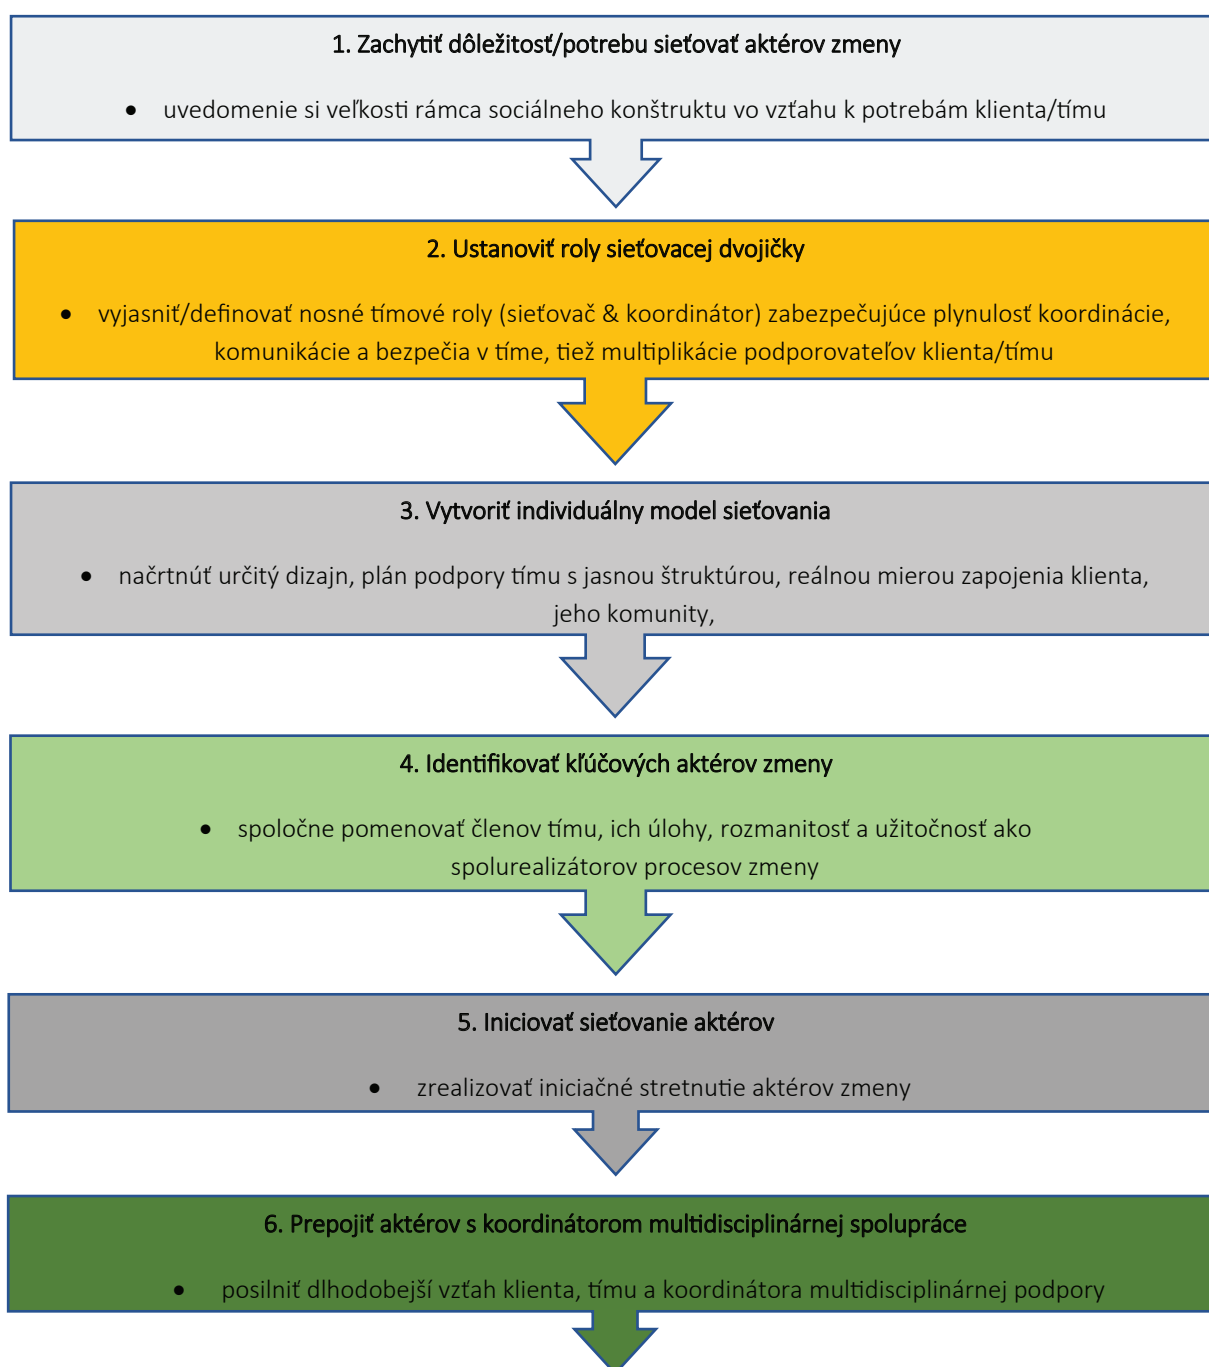 1. Zachytiť dôležitosť/potrebu sieťovať aktérov zmeny
• uvedomenie si veľkosti rámca sociálneho konštruktu vo vzťahu k potrebám klienta/tímu
2. Ustanoviť roly sieťovacej dvojičky
• vyjasniť/definovať nosné tímové roly (sieťovač & koordinátor) zabezpečujúce plynulosť koordinácie,
komunikácie a bezpečia v tíme, tiež multiplikácie podporovateľov klienta/tímu
3. Vytvoriť individuálny model sieťovania
• načrtnúť určitý dizajn, plán podpory tímu s jasnou štruktúrou, reálnou mierou zapojenia klienta,
jeho komunity,
4. Identifikovať kľúčových aktérov zmeny
• spoločne pomenovať členov tímu, ich úlohy, rozmanitosť a užitočnosť ako
spolurealizátorov procesov zmeny
5. Iniciovať sieťovanie aktérov
• zrealizovať iniciačné stretnutie aktérov zmeny
6. Prepojiť aktérov s koordinátorom multidisciplinárnej spolupráce
• posilniť dlhodobejší vzťah klienta, tímu a koordinátora multidisciplinárnej podpory